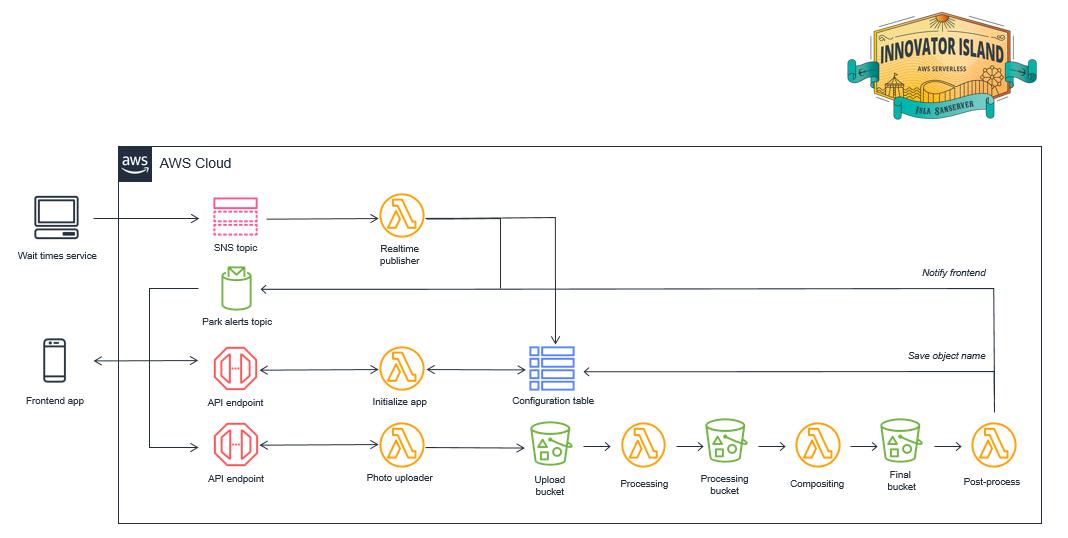 INNOVATOR ISLAND
AWS SERVERLESS
ISLA SANSERVER
aws
AWS Cloud
Wait times service
SNS topic
Realtime
publisher
Notify frontend
Park alerts topic
Save object name
Frontend app
API endpoint
Initialize app
Configuration table
API endpoint
Photo uploader
Upload
bucket
Processing
Processing
bucket
Compositing
Final
bucket
Post-process